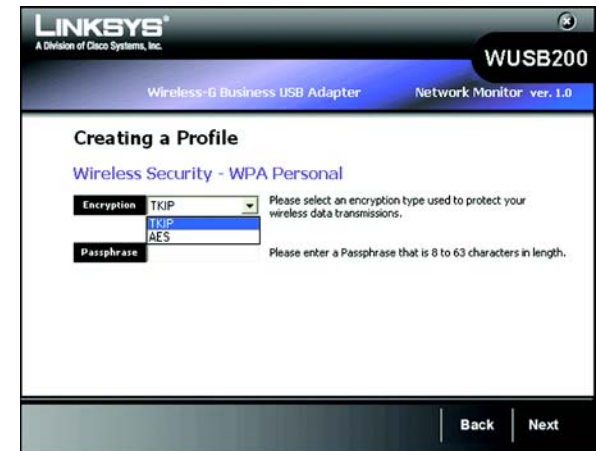 LINKSYS®
A Division of Cisco Systems, Inc.
WUSB200
Wireless-G Business USB Adapter
Network Monitor ver. 1.0
Creating a Profile
Wireless Security - WPA Personal
Encryption
TKIP
Please select an encryption type used to protect your
wireless data transmissions.
TKIP
AES
Passphrase
Please enter a Passphrase that is 8 to 63 characters in length.
Back
Next